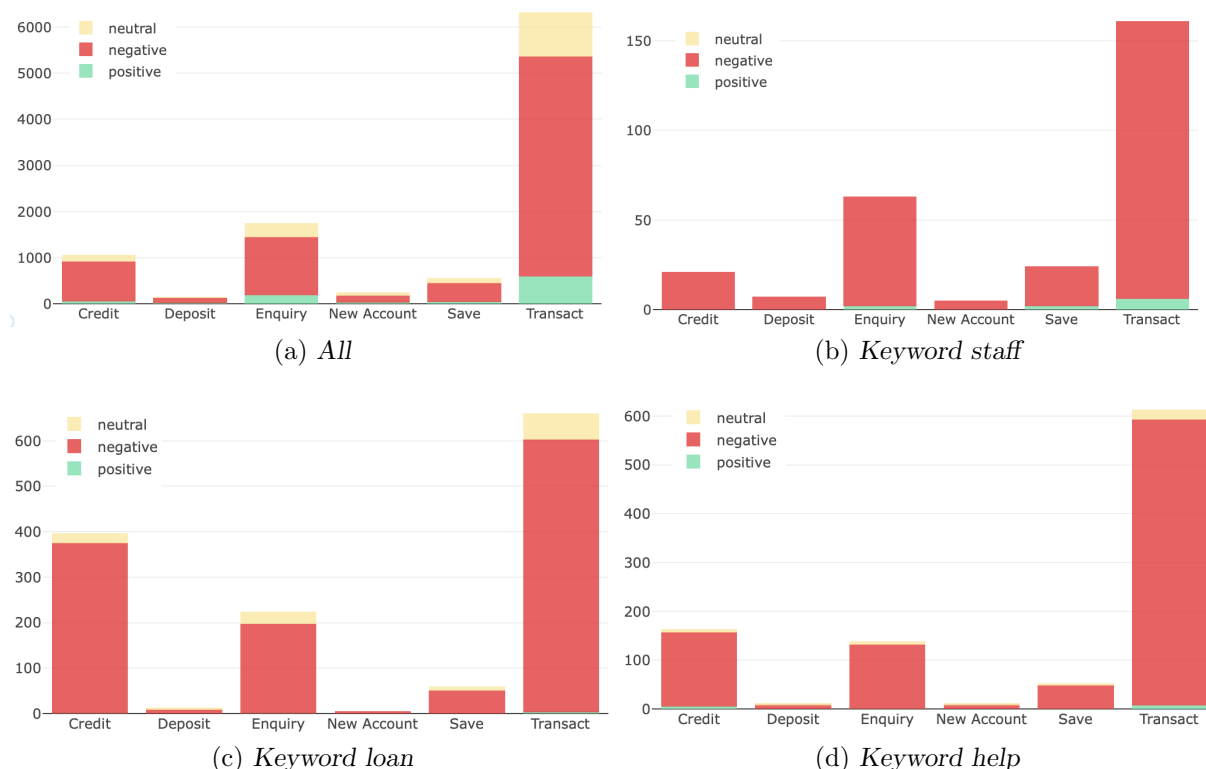 6000
5000
4000
3000
2000
1000
0
neutral
negative
positive
Credit Deposit Enquiry New Account Save Transact
(a) All
150
100
50
0
neutral
negative
positive
Credit Deposit Enquiry New Account Save Transact
(b) Keyword staff
600
400
300
200
100
0
neutral
negative
positive
Credit Deposit Enquiry New Account Save Transact
(c) Keyword loan
600
500
400
300
200
100
0
neutral
negative
positive
Credit Deposit Enquiry New Account Save Transact
(d) Keyword help